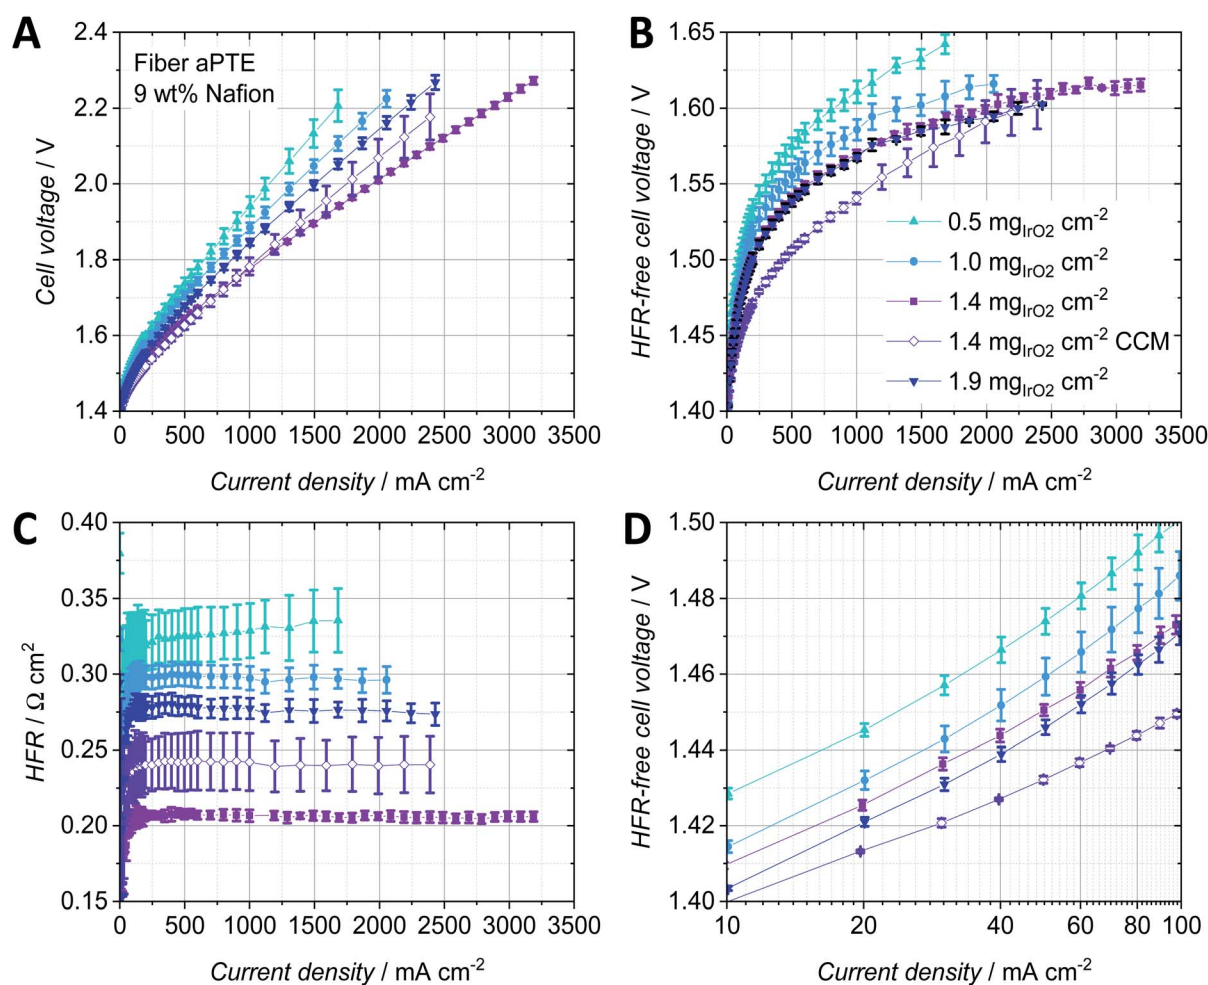 A
2.4
2.2
2.0
1.8
1.6
1.4
Cell voltage / V
Fiber aPTE
9 wt% Nafion
0 500 1000 1500 2000 2500 3000 3500
Current density / mA cm⁻²
B
1.65
1.60
1.55
1.50
1.45
1.40
HFR-free cell voltage / V
0.5 mg_IrO2 cm⁻²
1.0 mg_IrO2 cm⁻²
1.4 mg_IrO2 cm⁻²
1.4 mg_IrO2 cm⁻² CCM
1.9 mg_IrO2 cm⁻²
0 500 1000 1500 2000 2500 3000 3500
Current density / mA cm⁻²
C
0.40
0.35
0.30
0.25
0.20
0.15
HFR / Ω cm²
0 500 1000 1500 2000 2500 3000 3500
Current density / mA cm⁻²
D
1.50
1.48
1.46
1.44
1.42
1.40
HFR-free cell voltage / V
10 20 40 60 80 100
Current density / mA cm⁻²